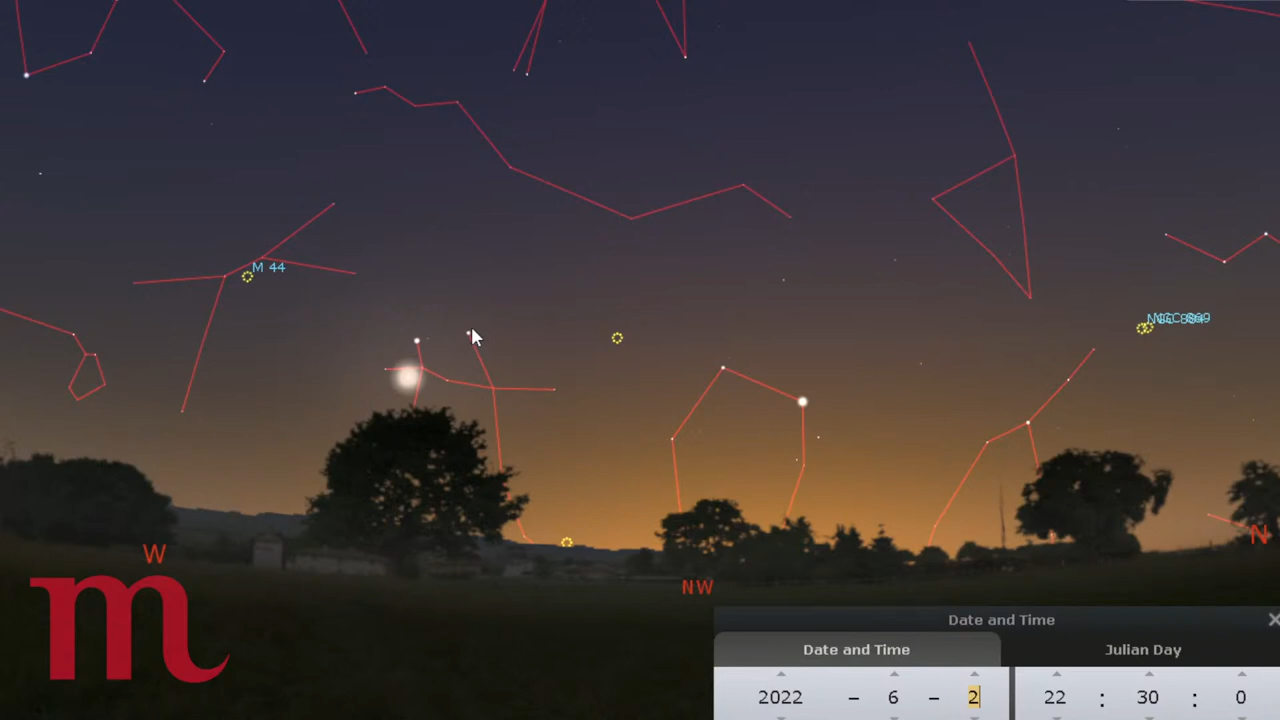 M 44
W
NW
N
m
Date and Time
Date and Time
Julian Day
2022 – 6 – 2
22 : 30 : 0